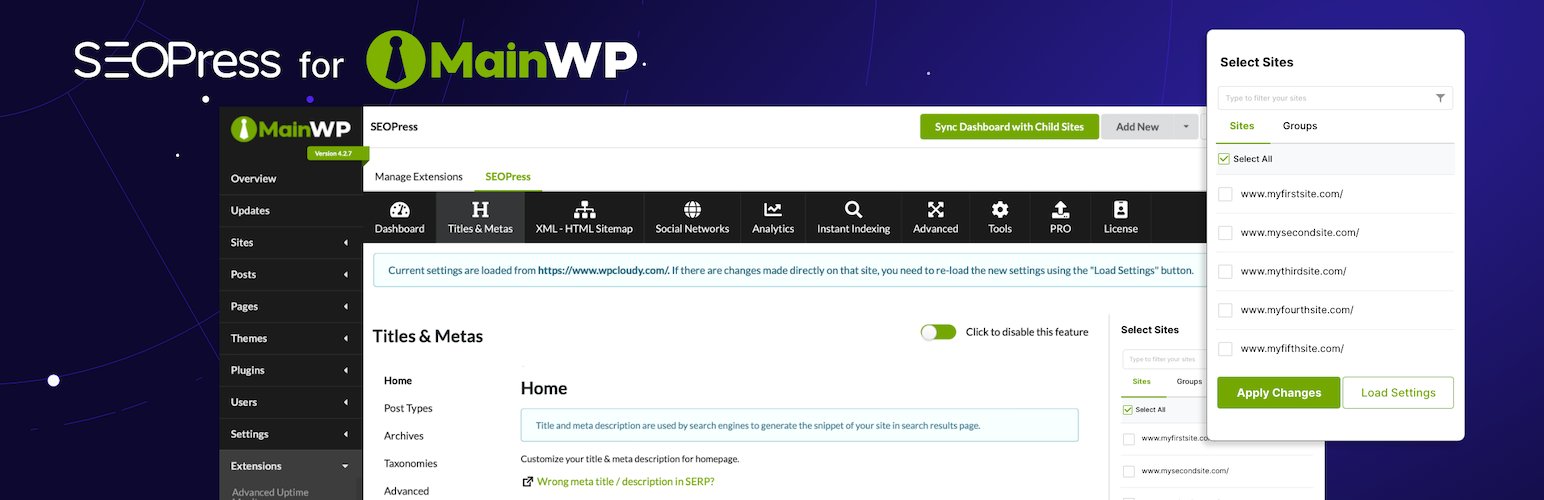 SEOPress for MainWP
MainWP
Version 4.2.7
Overview
Updates
Sites
Posts
Pages
Themes
Plugins
Users
Settings
Extensions
Advanced Uptime
SEOPress
Sync Dashboard with Child Sites
Add New
Manage Extensions
SEOPress
Dashboard
Titles & Metas
XML - HTML Sitemap
Social Networks
Analytics
Instant Indexing
Advanced
Tools
PRO
License
Current settings are loaded from https://www.wpcloudy.com/. If there are changes made directly on that site, you need to re-load the new settings using the "Load Settings" button.
Titles & Metas
Click to disable this feature
Home
Post Types
Archives
Taxonomies
Advanced
Home
Title and meta description are used by search engines to generate the snippet of your site in search results page.
Customize your title & meta description for homepage.
Wrong meta title / description in SERP?
Select Sites
Type to filter your sites
Sites
Groups
Select All
www.myfirstsite.co
www.mysecondsite.com/
Select Sites
Type to filter your sites
Sites
Groups
Select All
www.myfirstsite.com/
www.mysecondsite.com/
www.mythirdsite.com/
www.myfourthsite.com/
www.myfifthsite.com/
Apply Changes
Load Settings